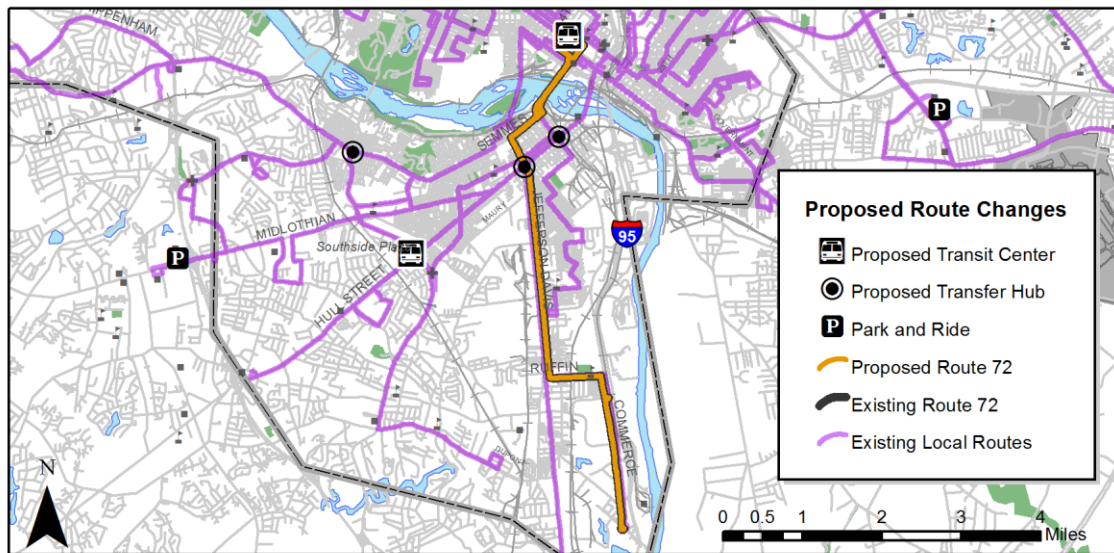 CHIPPENHAM
SEMMES
MAURY
MIDLOTHIAN
Southside Pla
JEFFERSON DAVIS
HULL STREET
RUFFIN
COMMERCE
95
P
P
N
Proposed Route Changes
Proposed Transit Center
Proposed Transfer Hub
P Park and Ride
Proposed Route 72
Existing Route 72
Existing Local Routes
0 0.5 1 2 3 4
Miles